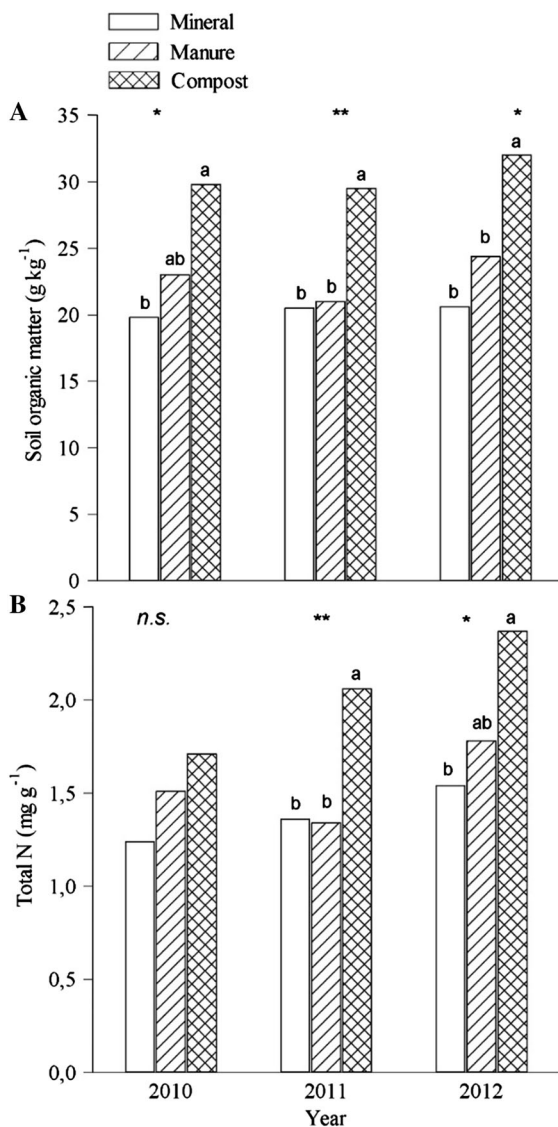 Mineral
Manure
Compost
A
35
30
25
20
15
10
5
0
Soil organic matter (g kg⁻¹)
*
**
*
b
ab
a
b
b
a
b
b
a
B
2,5
2,0
1,5
1,0
0,5
0,0
Total N (mg g⁻¹)
n.s.
**
*
b
b
a
b
ab
a
2010
2011
2012
Year